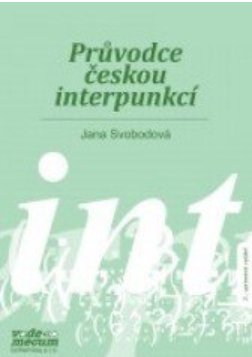 Průvodce
českou
interpunkcí
Jana Svobodová
int
vade
mecum